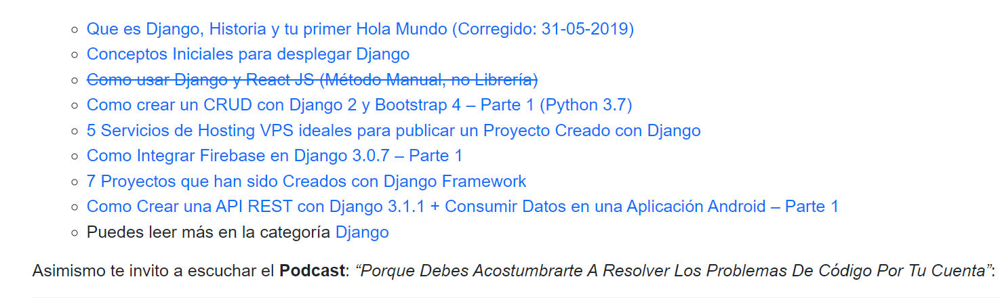 Que es Django, Historia y tu primer Hola Mundo (Corregido: 31-05-2019)
Conceptos Iniciales para desplegar Django
Como usar Django y React JS (Método Manual, no Librería)
Como crear un CRUD con Django 2 y Bootstrap 4 – Parte 1 (Python 3.7)
5 Servicios de Hosting VPS ideales para publicar un Proyecto Creado con Django
Como Integrar Firebase en Django 3.0.7 – Parte 1
7 Proyectos que han sido Creados con Django Framework
Como Crear una API REST con Django 3.1.1 + Consumir Datos en una Aplicación Android – Parte 1
Puedes leer más en la categoría Django
Asimismo te invito a escuchar el Podcast: “Porque Debes Acostumbrarte A Resolver Los Problemas De Código Por Tu Cuenta”: